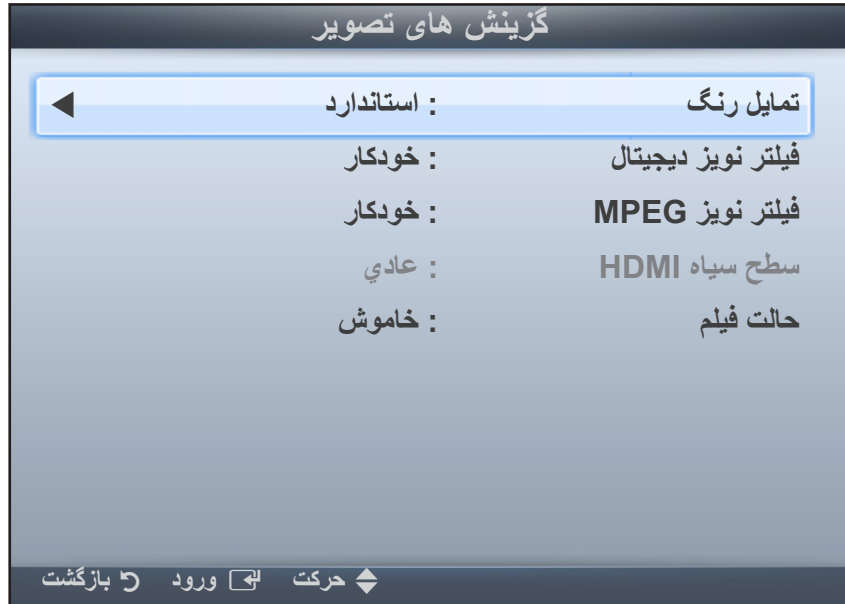 گزینش های تصویر
تمایل رنگ : استاندارد
فیلتر نویز دیجیتال : خودکار
فیلتر نویز MPEG : خودکار
سطح سیاه HDMI : عادي
حالت فیلم : خاموش
حرکت ورود بازگشت